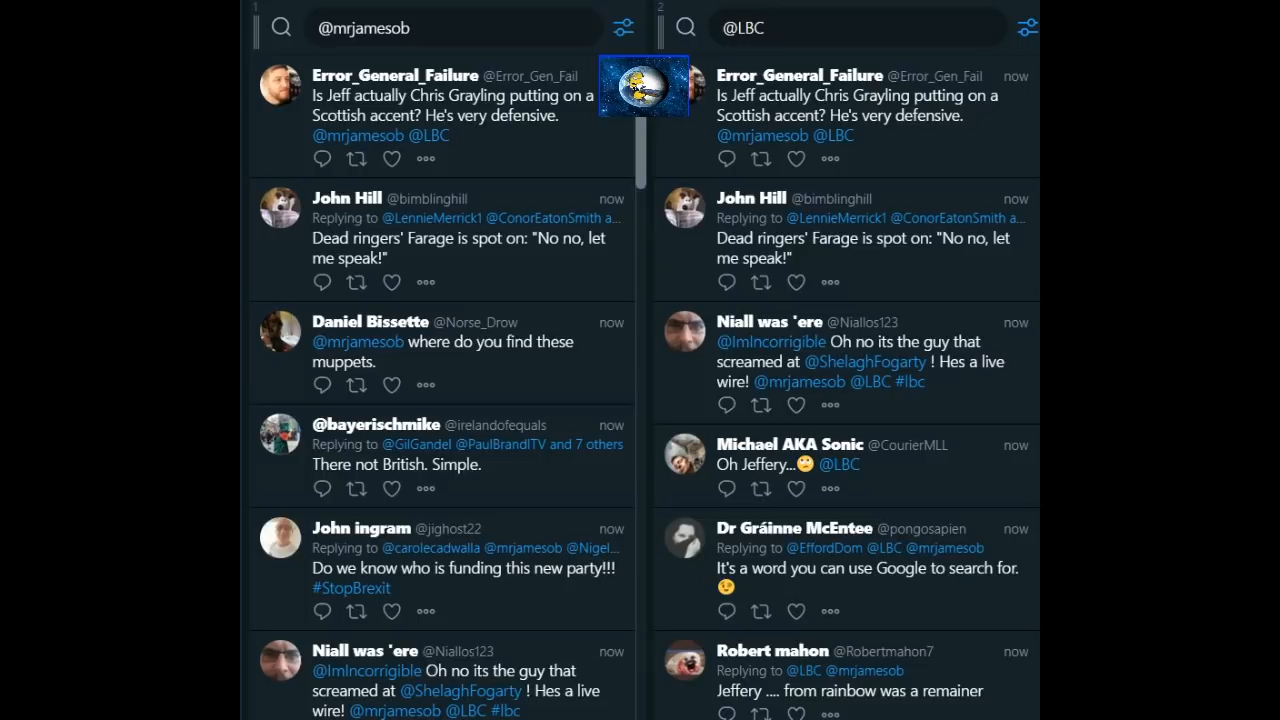 1
@mrjamesob
Error_General_Failure @Error_Gen_Fail
Is Jeff actually Chris Grayling putting on a
Scottish accent? He's very defensive.
@mrjamesob @LBC
John Hill @bimblinghill now
Replying to @LennieMerrick1 @ConorEatonSmith a...
Dead ringers' Farage is spot on: "No no, let
me speak!"
Daniel Bissette @Norse_Drow now
@mrjamesob where do you find these
muppets.
@bayerischmike @irelandofequals now
Replying to @GilGandel @PaulBrandITV and 7 others
There not British. Simple.
John ingram @jjghost22 now
Replying to @carolecadwalla @mrjamesob @Nigel...
Do we know who is funding this new party!!!
#StopBrexit
Niall was 'ere @Niallos123 now
@ImIncorrigible Oh no its the guy that
screamed at @ShelaghFogarty ! Hes a live
wire! @mrjamesob @LBC #lbc
2
@LBC
Error_General_Failure @Error_Gen_Fail now
Is Jeff actually Chris Grayling putting on a
Scottish accent? He's very defensive.
@mrjamesob @LBC
John Hill @bimblinghill now
Replying to @LennieMerrick1 @ConorEatonSmith a...
Dead ringers' Farage is spot on: "No no, let
me speak!"
Niall was 'ere @Niallos123 now
@ImIncorrigible Oh no its the guy that
screamed at @ShelaghFogarty ! Hes a live
wire! @mrjamesob @LBC #lbc
Michael AKA Sonic @CourierMLL now
Oh Jeffery...🙄 @LBC
Dr Gráinne McEntee @pongosapien now
Replying to @EffordDom @LBC @mrjamesob
It's a word you can use Google to search for.
😉
Robert mahon @Robertmahon7 now
Replying to @LBC @mrjamesob
Jeffery .... from rainbow was a remainer